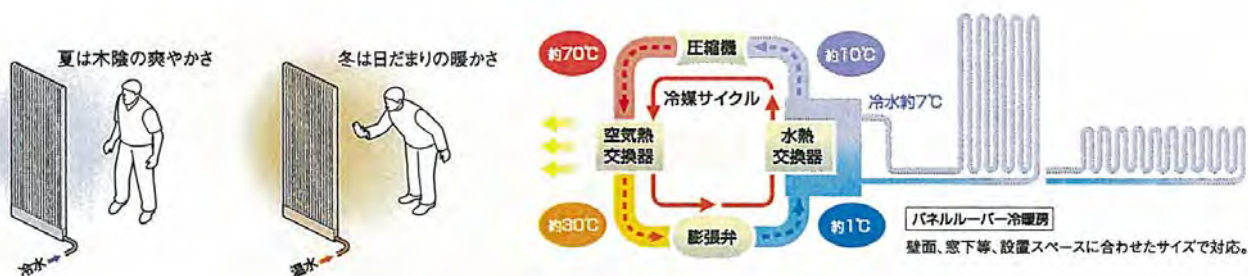 夏は木陰の爽やかさ
冷水
冬は日だまりの暖かさ
温水
約70℃
圧縮機
約10℃
冷媒サイクル
冷水約7℃
空気熱
交換器
水熱
交換器
約30℃
膨張弁
約1℃
パネルルーバー冷暖房
壁面、窓下等、設置スペースに合わせたサイズで対応。